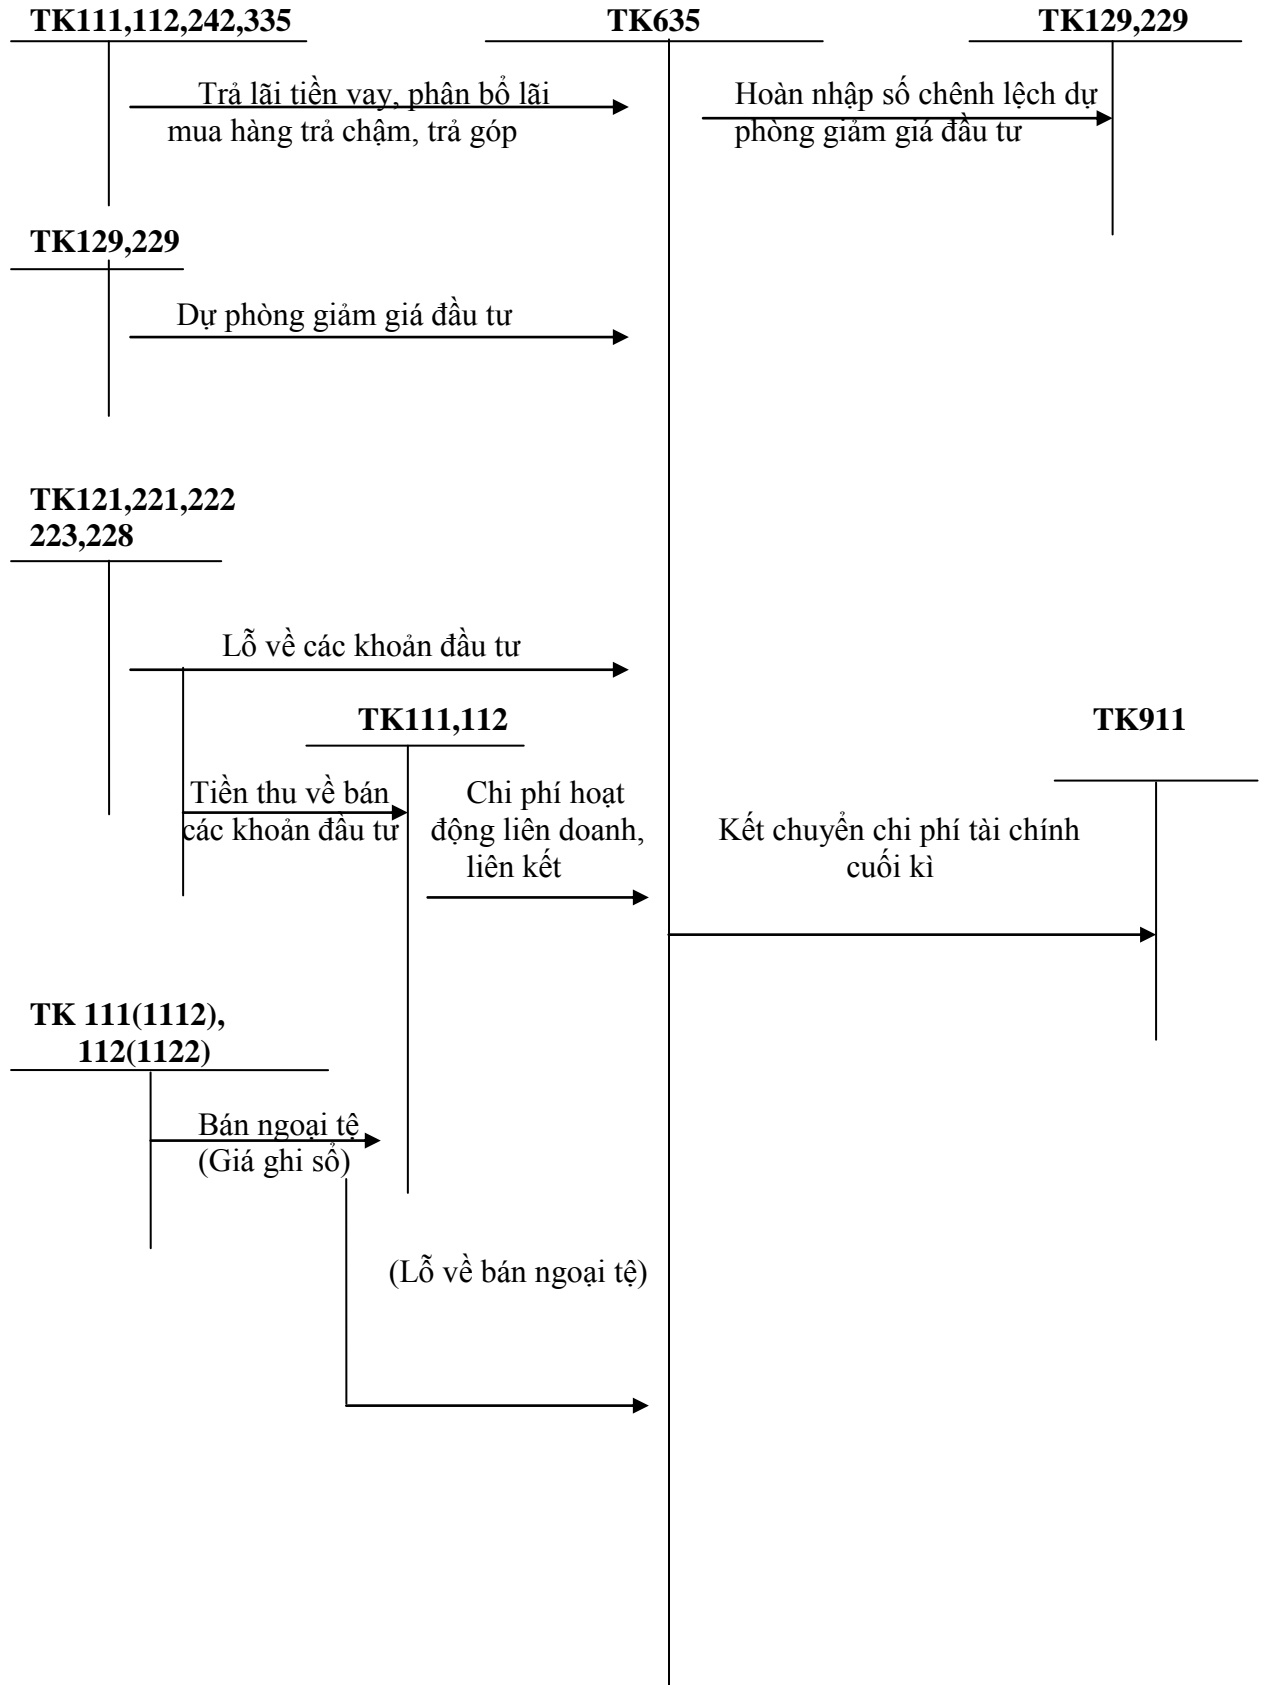 TK111,112,242,335
TK635
TK129,229
Trả lãi tiền vay, phân bổ lãi
mua hàng trả chậm, trả góp
Hoàn nhập số chênh lệch dự
phòng giảm giá đầu tư
TK129,229
Dự phòng giảm giá đầu tư
TK121,221,222
223,228
Lỗ về các khoản đầu tư
TK111,112
TK911
Tiền thu về bán
các khoản đầu tư
Chi phí hoạt
động liên doanh,
liên kết
Kết chuyển chi phí tài chính
cuối kì
TK 111(1112),
112(1122)
Bán ngoại tệ
(Giá ghi sổ)
(Lỗ về bán ngoại tệ)